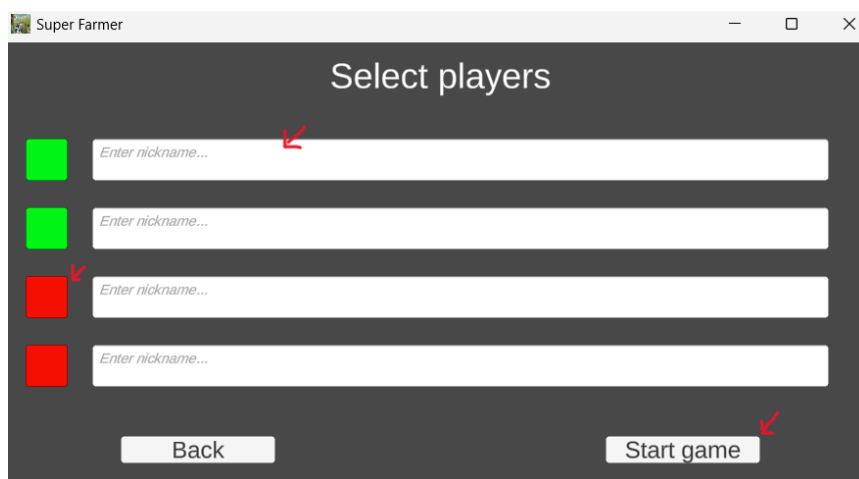 Super Farmer
Select players
Enter nickname...
Enter nickname...
Enter nickname...
Enter nickname...
Back
Start game